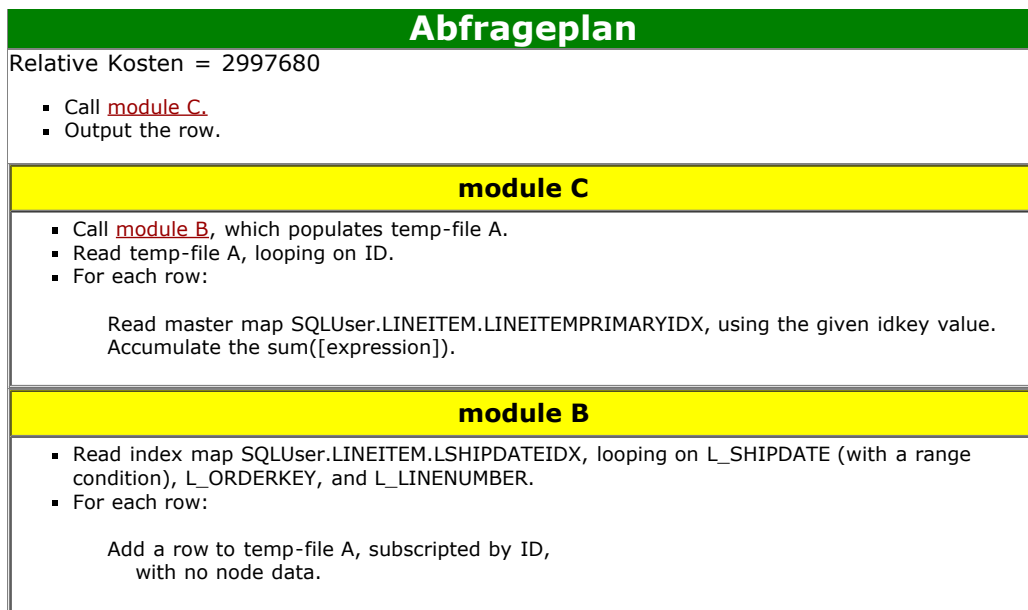 Abfrageplan
Relative Kosten = 2997680
Call module C.
Output the row.
module C
Call module B, which populates temp-file A.
Read temp-file A, looping on ID.
For each row:
Read master map SQLUser.LINEITEM.LINEITEMPRIMARYIDX, using the given idkey value.
Accumulate the sum([expression]).
module B
Read index map SQLUser.LINEITEM.LSHIPDATEIDX, looping on L_SHIPDATE (with a range
condition), L_ORDERKEY, and L_LINENUMBER.
For each row:
Add a row to temp-file A, subscripted by ID,
with no node data.